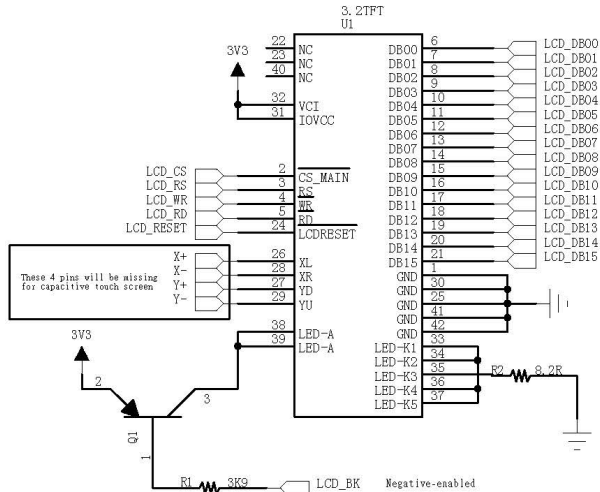 3.2TFT
U1
22 NC DB00 6 LCD_DB00
23 NC DB01 7 LCD_DB01
40 NC DB02 8 LCD_DB02
3V3 DB03 9 LCD_DB03
32 VCI DB04 10 LCD_DB04
31 IOVCC DB05 11 LCD_DB05
DB06 12 LCD_DB06
DB07 13 LCD_DB07
DB08 14 LCD_DB08
LCD_CS 2 CS_MAIN DB09 15 LCD_DB09
LCD_RS 3 RS DB10 16 LCD_DB10
LCD_WR 4 WR DB11 17 LCD_DB11
LCD_RD 5 RD DB12 18 LCD_DB12
LCD_RESET 24 LCDRESET DB13 19 LCD_DB13
DB14 20 LCD_DB14
X+ 26 XL DB15 21 LCD_DB15
X- 28 XR GND 1
Y+ 27 YD GND 30
Y- 29 YU GND 25
These 4 pins will be missing
for capacitive touch screen
GND 41
GND 42
38 LED-A LED-K1 33
39 LED-A LED-K2 34
LED-K3 35 R2 8.2R
LED-K4 36
LED-K5 37
3V3
2
3
Q1
1
R1 3K9 LCD_BK Negative-enabled